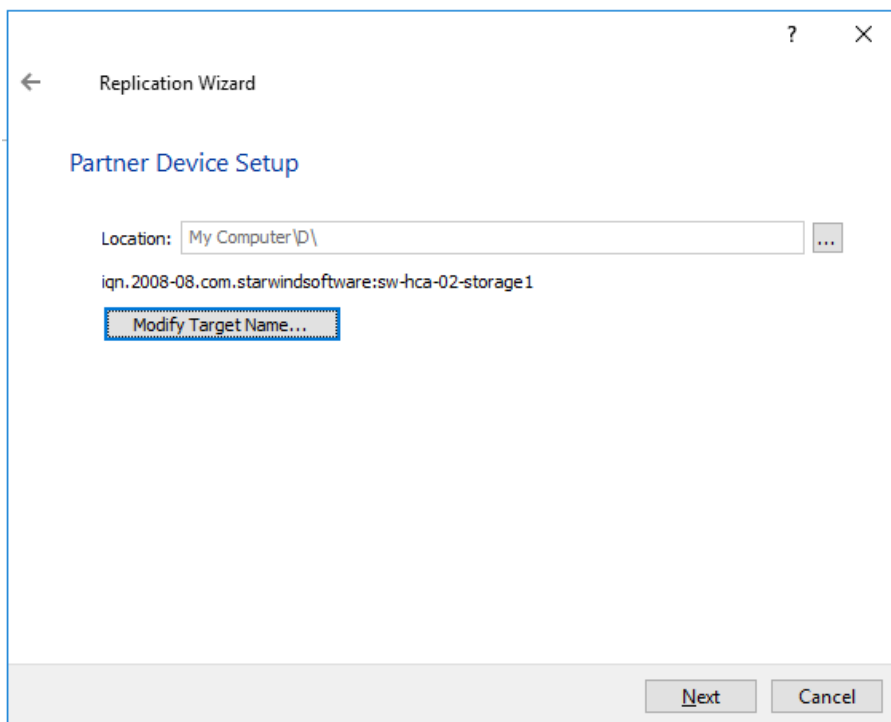 ?
Replication Wizard
Partner Device Setup
Location: My Computer\D\ ...
iqn.2008-08.com.starwindsoftware:sw-hca-02-storage1
Modify Target Name...
Next Cancel